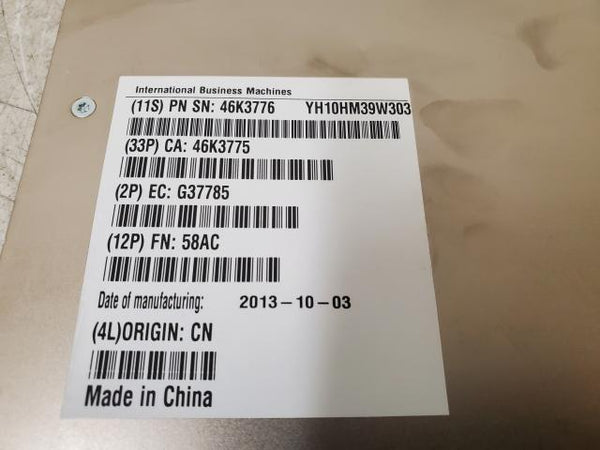 International Business Machines
(11S) PN SN: 46K3776 YH10HM39W303
(33P) CA: 46K3775
(2P) EC: G37785
(12P) FN: 58AC
Date of manufacturing: 2013-10-03
(4L)ORIGIN: CN
Made in China